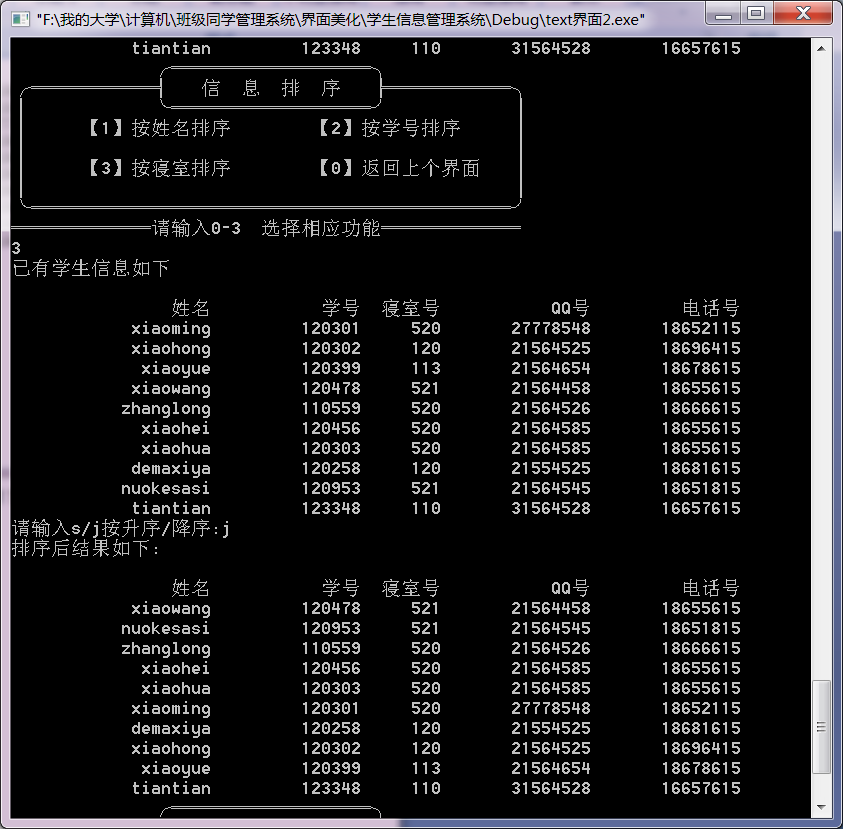 "F:\我的大学\计算机\班级同学管理系统\界面美化\学生信息管理系统\Debug\text界面2.exe"
tiantian 123348 110 31564528 16657615
信 息 排 序
【1】按姓名排序 【2】按学号排序
【3】按寝室排序 【0】返回上个界面
请输入0-3 选择相应功能
3
已有学生信息如下
姓名 学号 寝室号 QQ号 电话号
xiaoming 120301 520 27778548 18652115
xiaohong 120302 120 21564525 18696415
xiaoyue 120399 113 21564654 18678615
xiaowang 120478 521 21564458 18655615
zhanglong 110559 520 21564526 18666615
xiaohei 120456 520 21564585 18655615
xiaohua 120303 520 21564585 18655615
demaxiya 120258 120 21554525 18681615
nuokesasi 120953 521 21564545 18651815
tiantian 123348 110 31564528 16657615
请输入s/j按升序/降序:j
排序后结果如下:
姓名 学号 寝室号 QQ号 电话号
xiaowang 120478 521 21564458 18655615
nuokesasi 120953 521 21564545 18651815
zhanglong 110559 520 21564526 18666615
xiaohei 120456 520 21564585 18655615
xiaohua 120303 520 21564585 18655615
xiaoming 120301 520 27778548 18652115
demaxiya 120258 120 21554525 18681615
xiaohong 120302 120 21564525 18696415
xiaoyue 120399 113 21564654 18678615
tiantian 123348 110 31564528 16657615